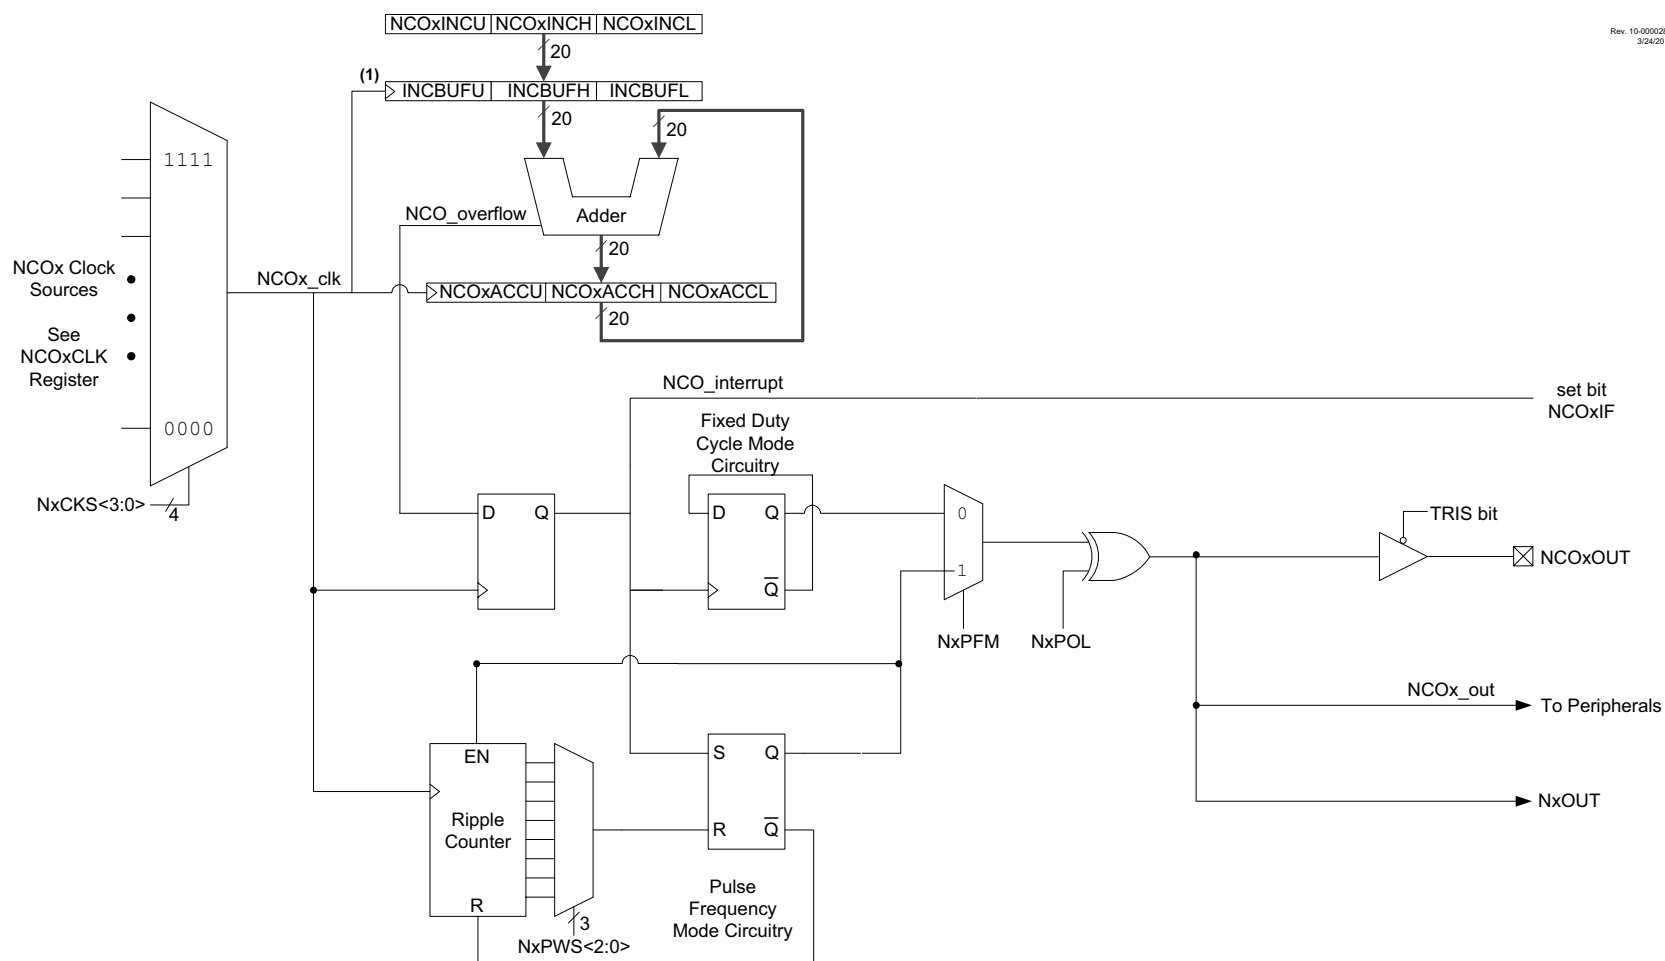 NCOxINCU NCOxINCH NCOxINCL
Rev. 10-000028
3/24/20
20
(1)
INCBUFU INCBUFH INCBUFL
20
20
1111
NCO_overflow
Adder
20
NCOx Clock
Sources
See
NCOxCLK
Register
NCOx_clk
NCOxACCU NCOxACCH NCOxACCL
20
NCO_interrupt
set bit
NCOxIF
0000
Fixed Duty
Cycle Mode
Circuitry
NxCKS<3:0>
4
D Q
D Q
Q
0
1
TRIS bit
NCOxOUT
NxPFM
NxPOL
NCOx_out
To Peripherals
EN
S Q
R Q
Ripple
Counter
R
NxOUT
3
NxPWS<2:0>
Pulse
Frequency
Mode Circuitry